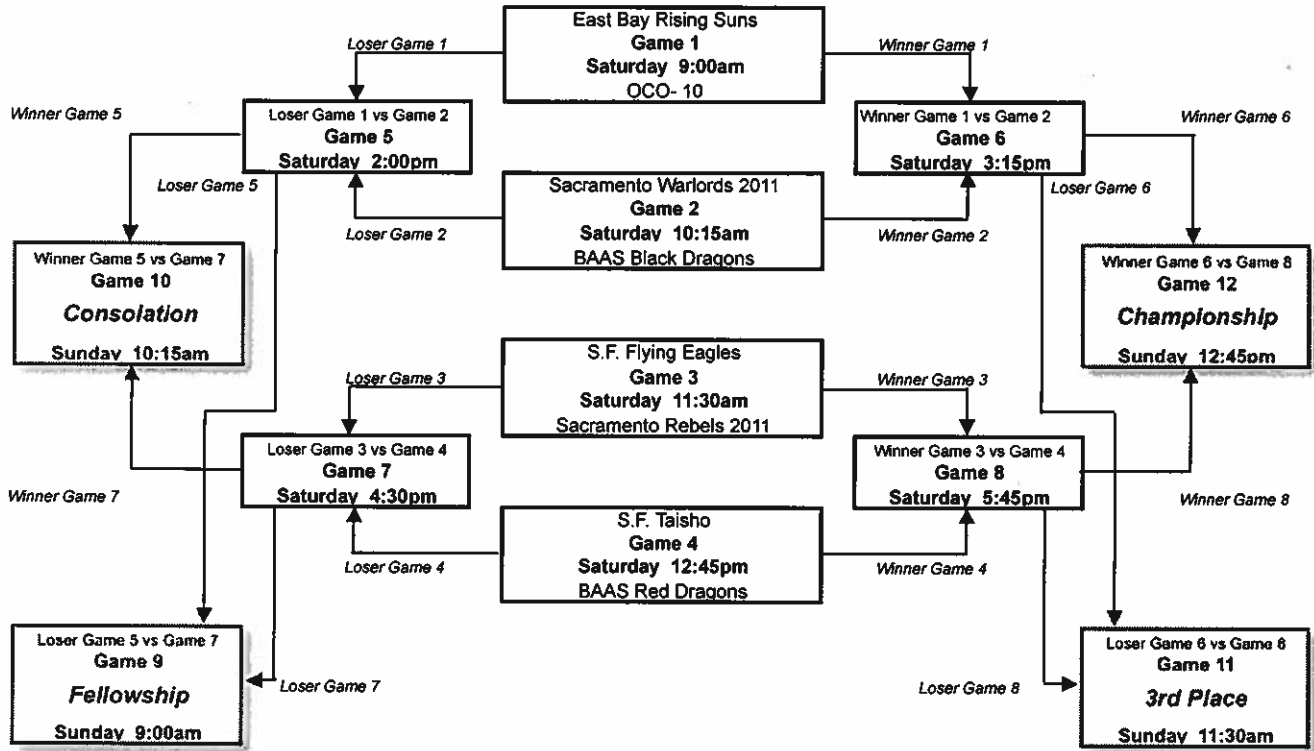 East Bay Rising Suns
Game 1
Saturday 9:00am
OCO- 10
Loser Game 1
Winner Game 1
Winner Game 5
Loser Game 1 vs Game 2
Game 5
Saturday 2:00pm
Winner Game 1 vs Game 2
Game 6
Saturday 3:15pm
Winner Game 6
Loser Game 5
Loser Game 6
Sacramento Warlords 2011
Game 2
Saturday 10:15am
BAAS Black Dragons
Loser Game 2
Winner Game 2
Winner Game 5 vs Game 7
Game 10
Consolation
Sunday 10:15am
Winner Game 6 vs Game 8
Game 12
Championship
Sunday 12:45pm
S.F. Flying Eagles
Game 3
Saturday 11:30am
Sacramento Rebels 2011
Loser Game 3
Winner Game 3
Loser Game 3 vs Game 4
Game 7
Saturday 4:30pm
Winner Game 3 vs Game 4
Game 8
Saturday 5:45pm
Winner Game 7
Winner Game 8
S.F. Taisho
Game 4
Saturday 12:45pm
BAAS Red Dragons
Loser Game 4
Winner Game 4
Loser Game 5 vs Game 7
Game 9
Fellowship
Sunday 9:00am
Loser Game 7
Loser Game 8
Loser Game 6 vs Game 8
Game 11
3rd Place
Sunday 11:30am